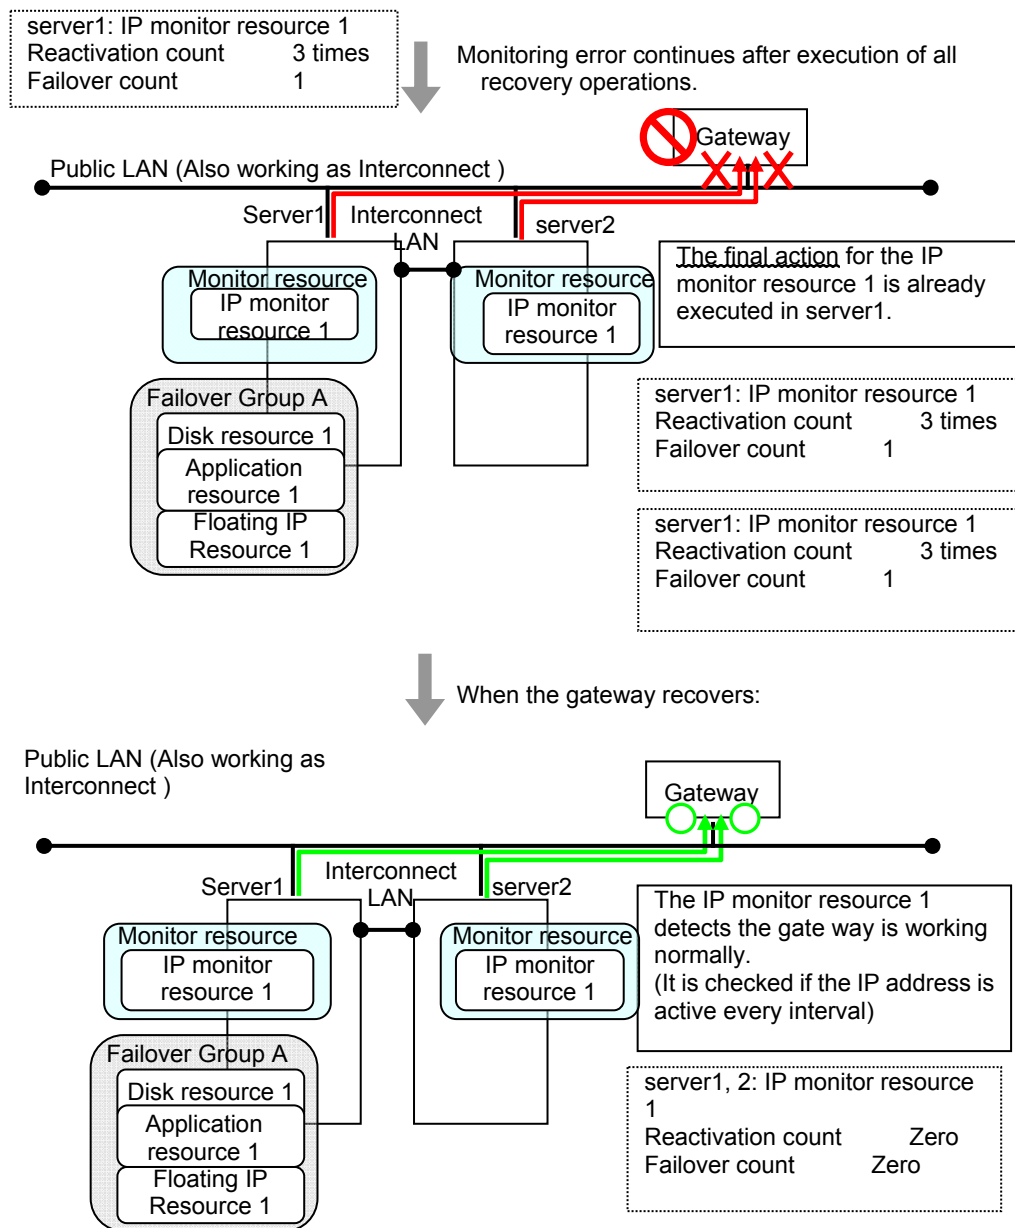 server1: IP monitor resource 1
Reactivation count 3 times
Failover count 1
Monitoring error continues after execution of all
recovery operations.
Gateway
Public LAN (Also working as Interconnect )
Server1
Interconnect
LAN
server2
Monitor resource
IP monitor
resource 1
Monitor resource
IP monitor
resource 1
The final action for the IP
monitor resource 1 is already
executed in server1.
Failover Group A
Disk resource 1
Application
resource 1
Floating IP
Resource 1
server1: IP monitor resource 1
Reactivation count 3 times
Failover count 1
server1: IP monitor resource 1
Reactivation count 3 times
Failover count 1
When the gateway recovers:
Public LAN (Also working as
Interconnect )
Gateway
Server1
Interconnect
LAN
server2
Monitor resource
IP monitor
resource 1
Monitor resource
IP monitor
resource 1
The IP monitor resource 1
detects the gate way is working
normally.
(It is checked if the IP address is
active every interval)
Failover Group A
Disk resource 1
Application
resource 1
Floating IP
Resource 1
server1, 2: IP monitor resource
1
Reactivation count Zero
Failover count Zero